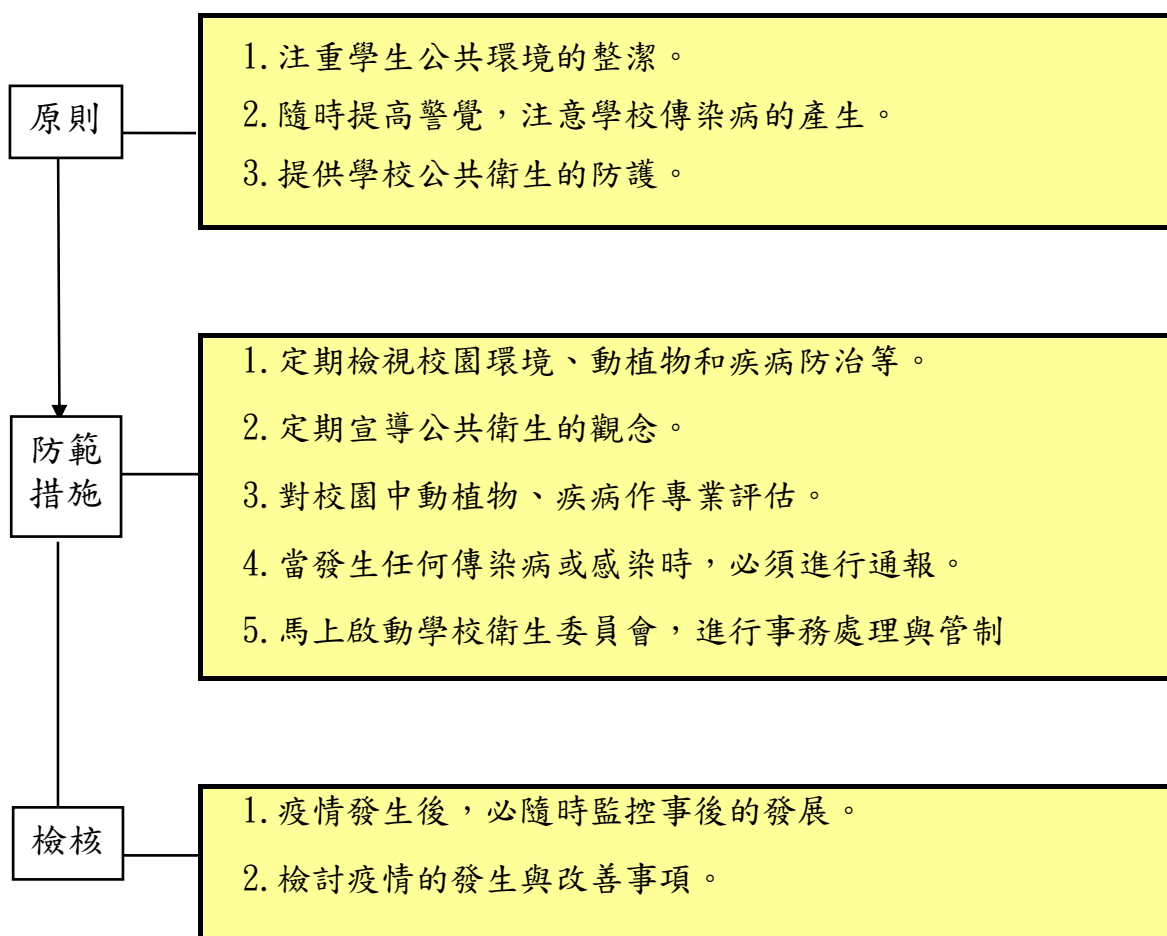 原則
1.注重學生公共環境的整潔。
2.隨時提高警覺，注意學校傳染病的產生。
3.提供學校公共衛生的防護。
防範
措施
1.定期檢視校園環境、動植物和疾病防治等。
2.定期宣導公共衛生的觀念。
3.對校園中動植物、疾病作專業評估。
4.當發生任何傳染病或感染時，必須進行通報。
5.馬上啟動學校衛生委員會，進行事務處理與管制
檢核
1.疫情發生後，必隨時監控事後的發展。
2.檢討疫情的發生與改善事項。